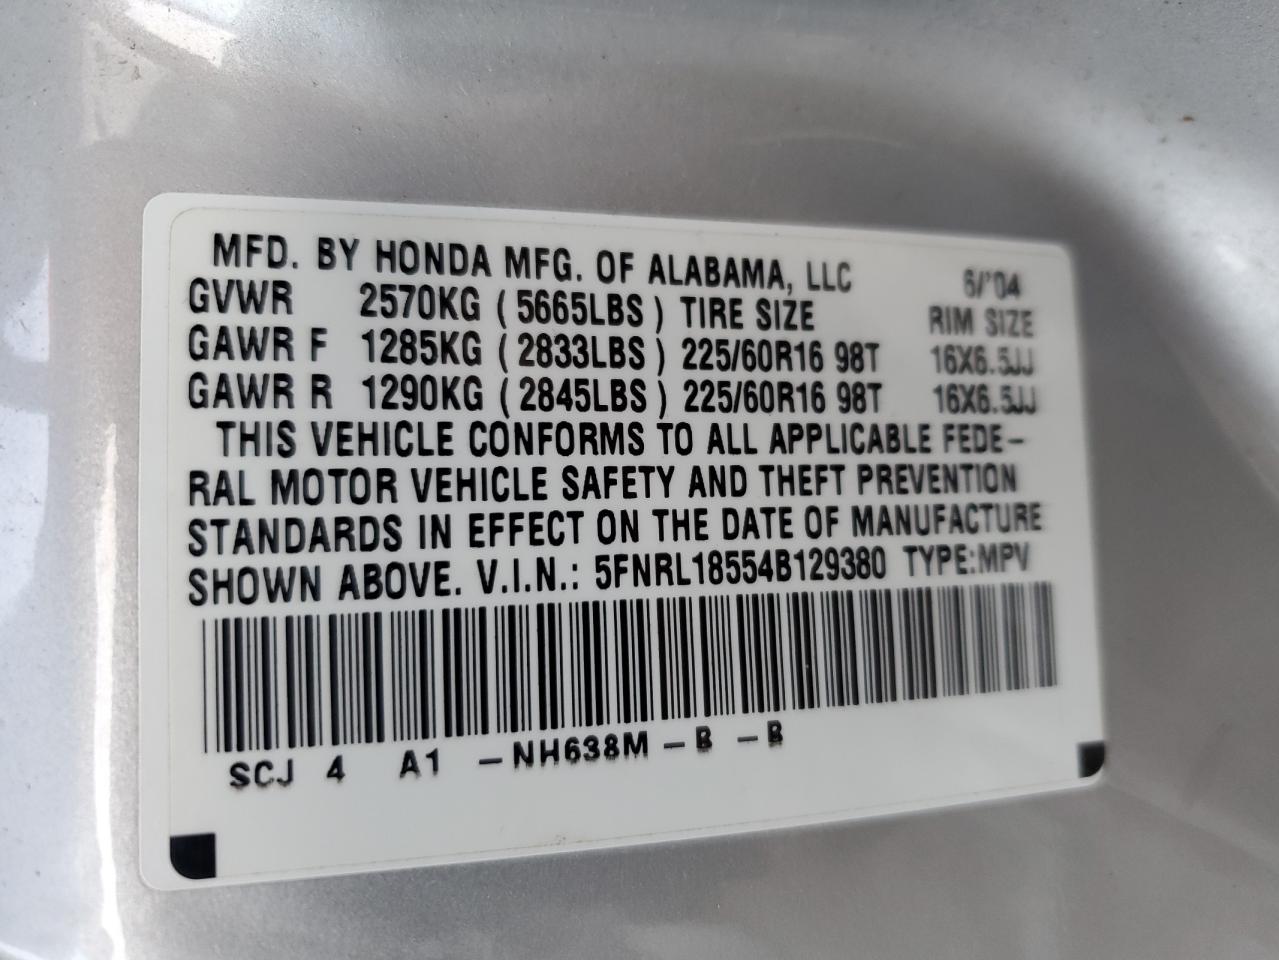 MFD. BY HONDA MFG. OF ALABAMA, LLC 6/'04
GVWR 2570KG (5665LBS) TIRE SIZE RIM SIZE
GAWR F 1285KG (2833LBS) 225/60R16 98T 16X6.5JJ
GAWR R 1290KG (2845LBS) 225/60R16 98T 16X6.5JJ
THIS VEHICLE CONFORMS TO ALL APPLICABLE FEDE-
RAL MOTOR VEHICLE SAFETY AND THEFT PREVENTION
STANDARDS IN EFFECT ON THE DATE OF MANUFACTURE
SHOWN ABOVE. V.I.N.: 5FNRL18554B129380 TYPE:MPV
SCJ 4 A1 -NH638M-B -B